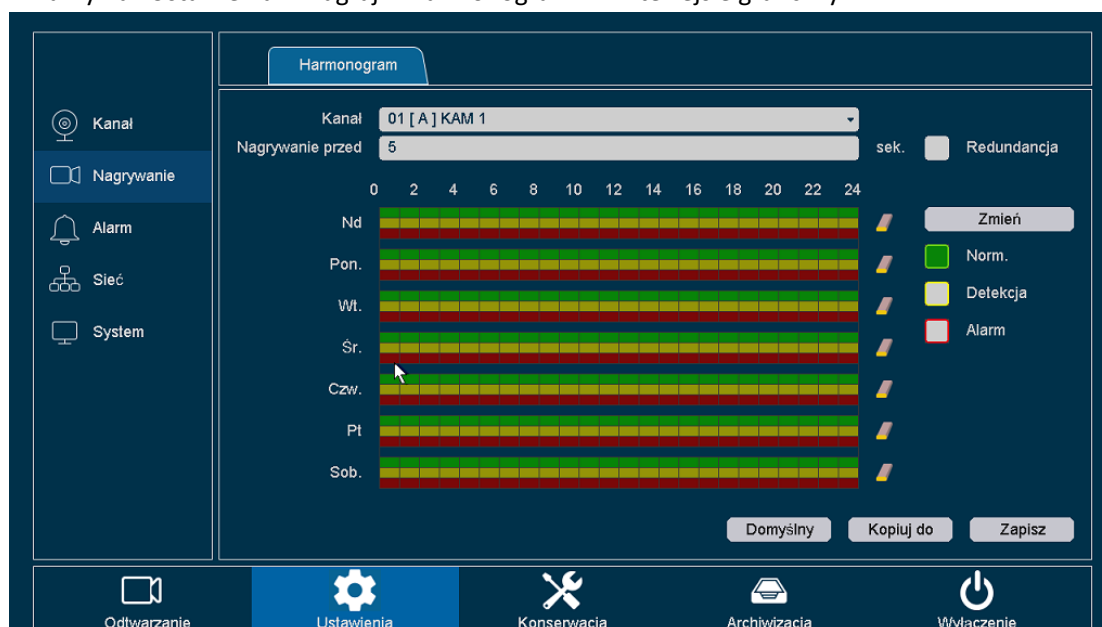 Harmonogram
Kanał
Nagrywanie
Alarm
Sieć
System
Kanał 01 [ A ] KAM 1
Nagrywanie przed 5 sek. Redundancja
0 2 4 6 8 10 12 14 16 18 20 22 24
Nd
Pon.
Wt.
Śr.
Czw.
Pt
Sob.
Zmień
Norm.
Detekcja
Alarm
Domyślny Kopiuj do Zapisz
Odtwarzanie Ustawienia Konserwacja Archiwizacja Wyłączenie